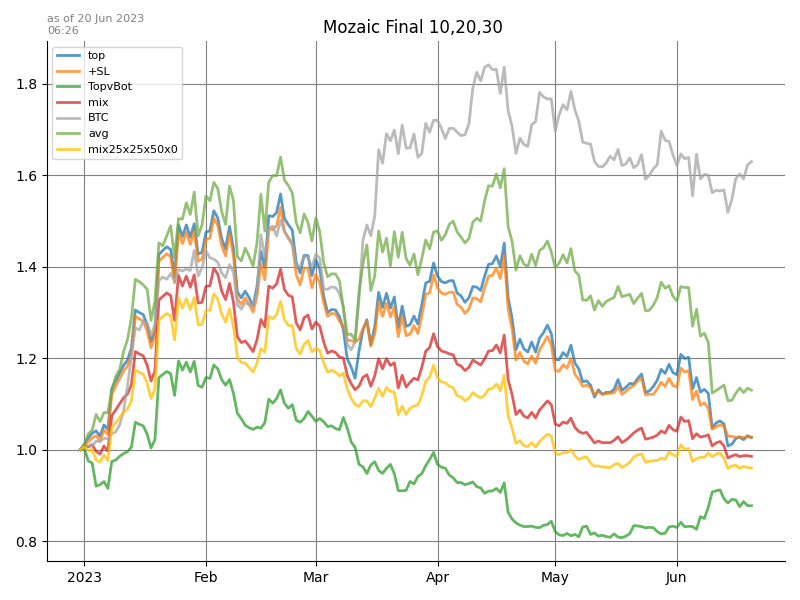 as of 20 Jun 2023
06:26
Mozaic Final 10,20,30
top
+SL
TopvBot
mix
BTC
avg
mix25x25x50x0
1.8
1.6
1.4
1.2
1.0
0.8
2023 Feb Mar Apr May Jun